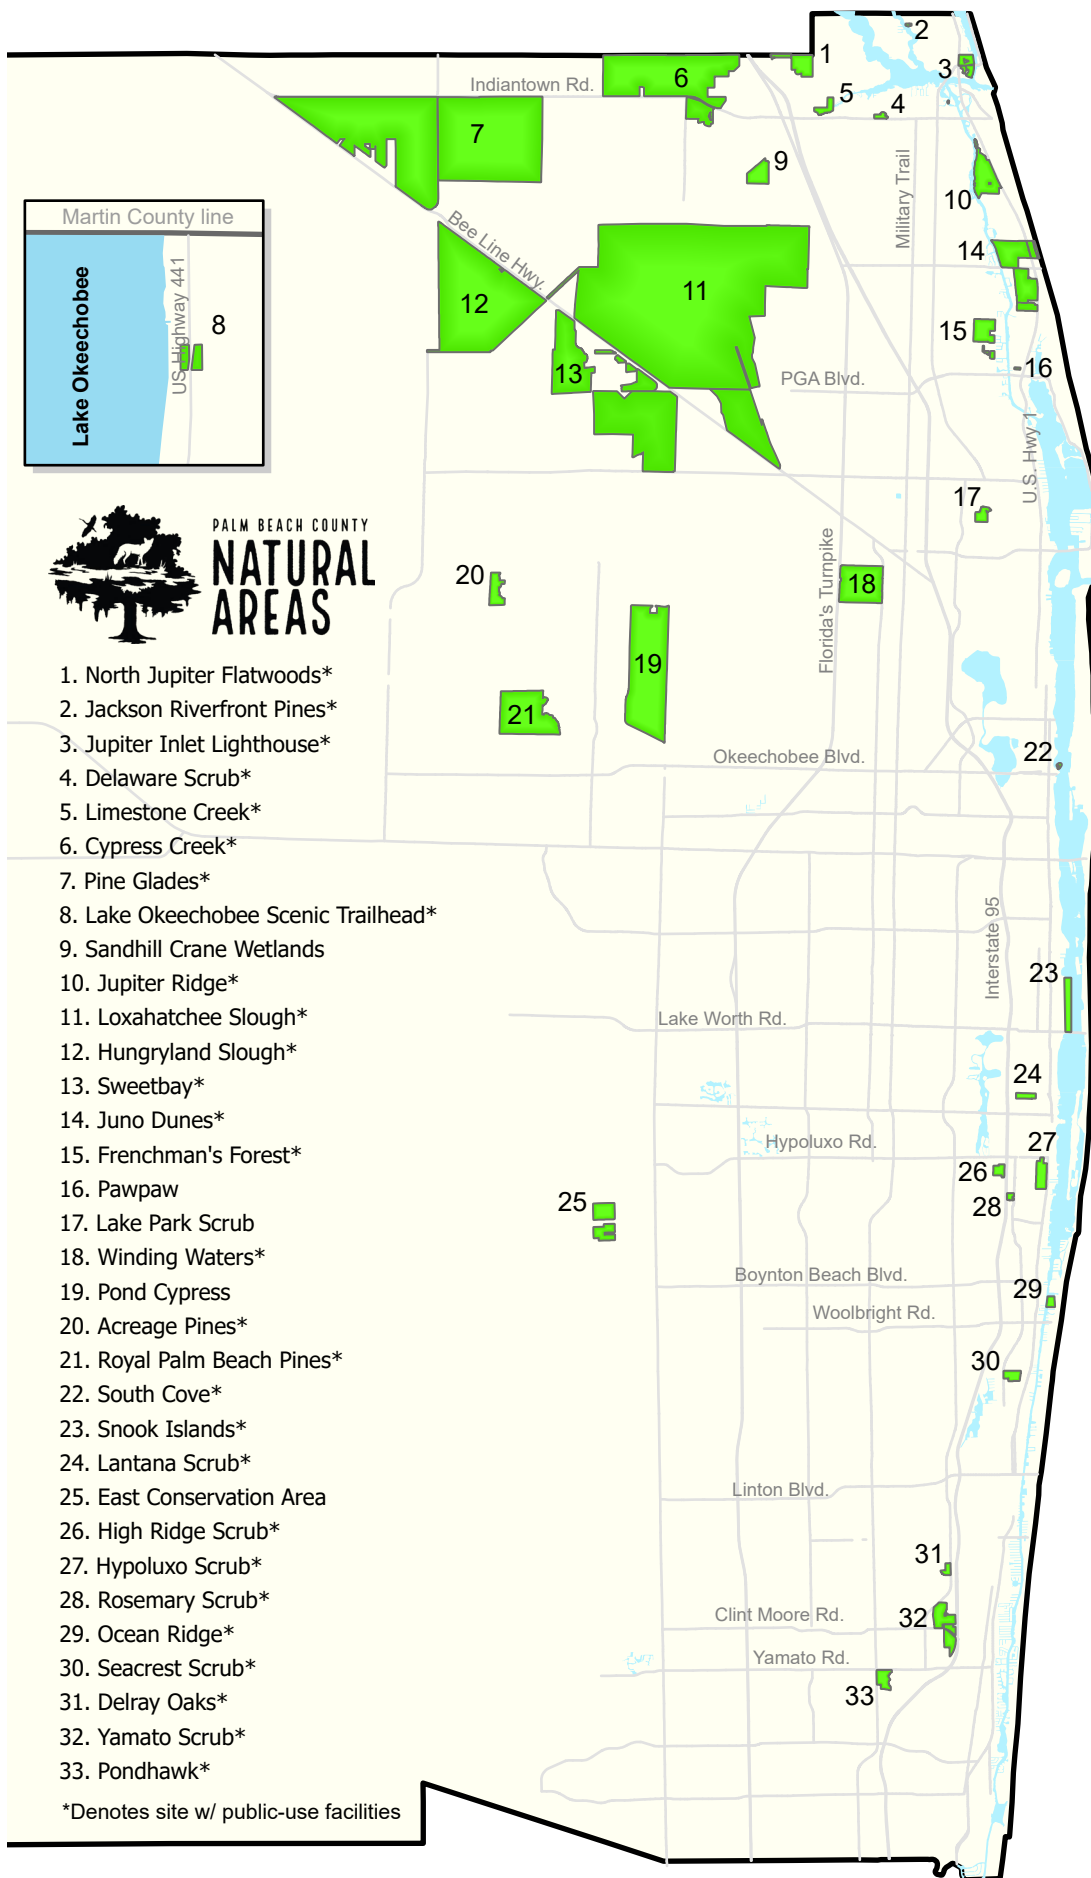 1
2
3
4
5
6
Indiantown Rd.
7
9
Military Trail
10
Bee Line Hwy.
Martin County line
Lake Okeechobee
US Highway 441
8
11
12
13
14
15
16
PGA Blvd.
U.S. Hwy 1
17
PALM BEACH COUNTY
NATURAL
AREAS
18
Florida's Turnpike
19
20
21
Okeechobee Blvd.
22
Interstate 95
23
Lake Worth Rd.
24
Hypoluxo Rd.
25
26
27
28
Boynton Beach Blvd.
29
Woolbright Rd.
30
Linton Blvd.
31
Clint Moore Rd.
32
Yamato Rd.
33
1. North Jupiter Flatwoods*
2. Jackson Riverfront Pines*
3. Jupiter Inlet Lighthouse*
4. Delaware Scrub*
5. Limestone Creek*
6. Cypress Creek*
7. Pine Glades*
8. Lake Okeechobee Scenic Trailhead*
9. Sandhill Crane Wetlands
10. Jupiter Ridge*
11. Loxahatchee Slough*
12. Hungryland Slough*
13. Sweetbay*
14. Juno Dunes*
15. Frenchman's Forest*
16. Pawpaw
17. Lake Park Scrub
18. Winding Waters*
19. Pond Cypress
20. Acreage Pines*
21. Royal Palm Beach Pines*
22. South Cove*
23. Snook Islands*
24. Lantana Scrub*
25. East Conservation Area
26. High Ridge Scrub*
27. Hypoluxo Scrub*
28. Rosemary Scrub*
29. Ocean Ridge*
30. Seacrest Scrub*
31. Delray Oaks*
32. Yamato Scrub*
33. Pondhawk*
*Denotes site w/ public-use facilities